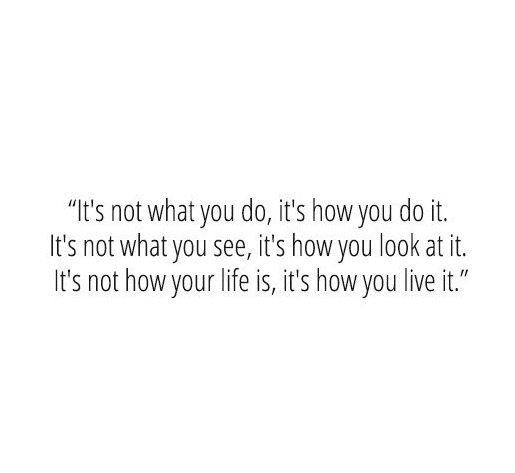 “It's not what you do, it's how you do it.
It's not what you see, it's how you look at it.
It's not how your life is, it's how you live it.”